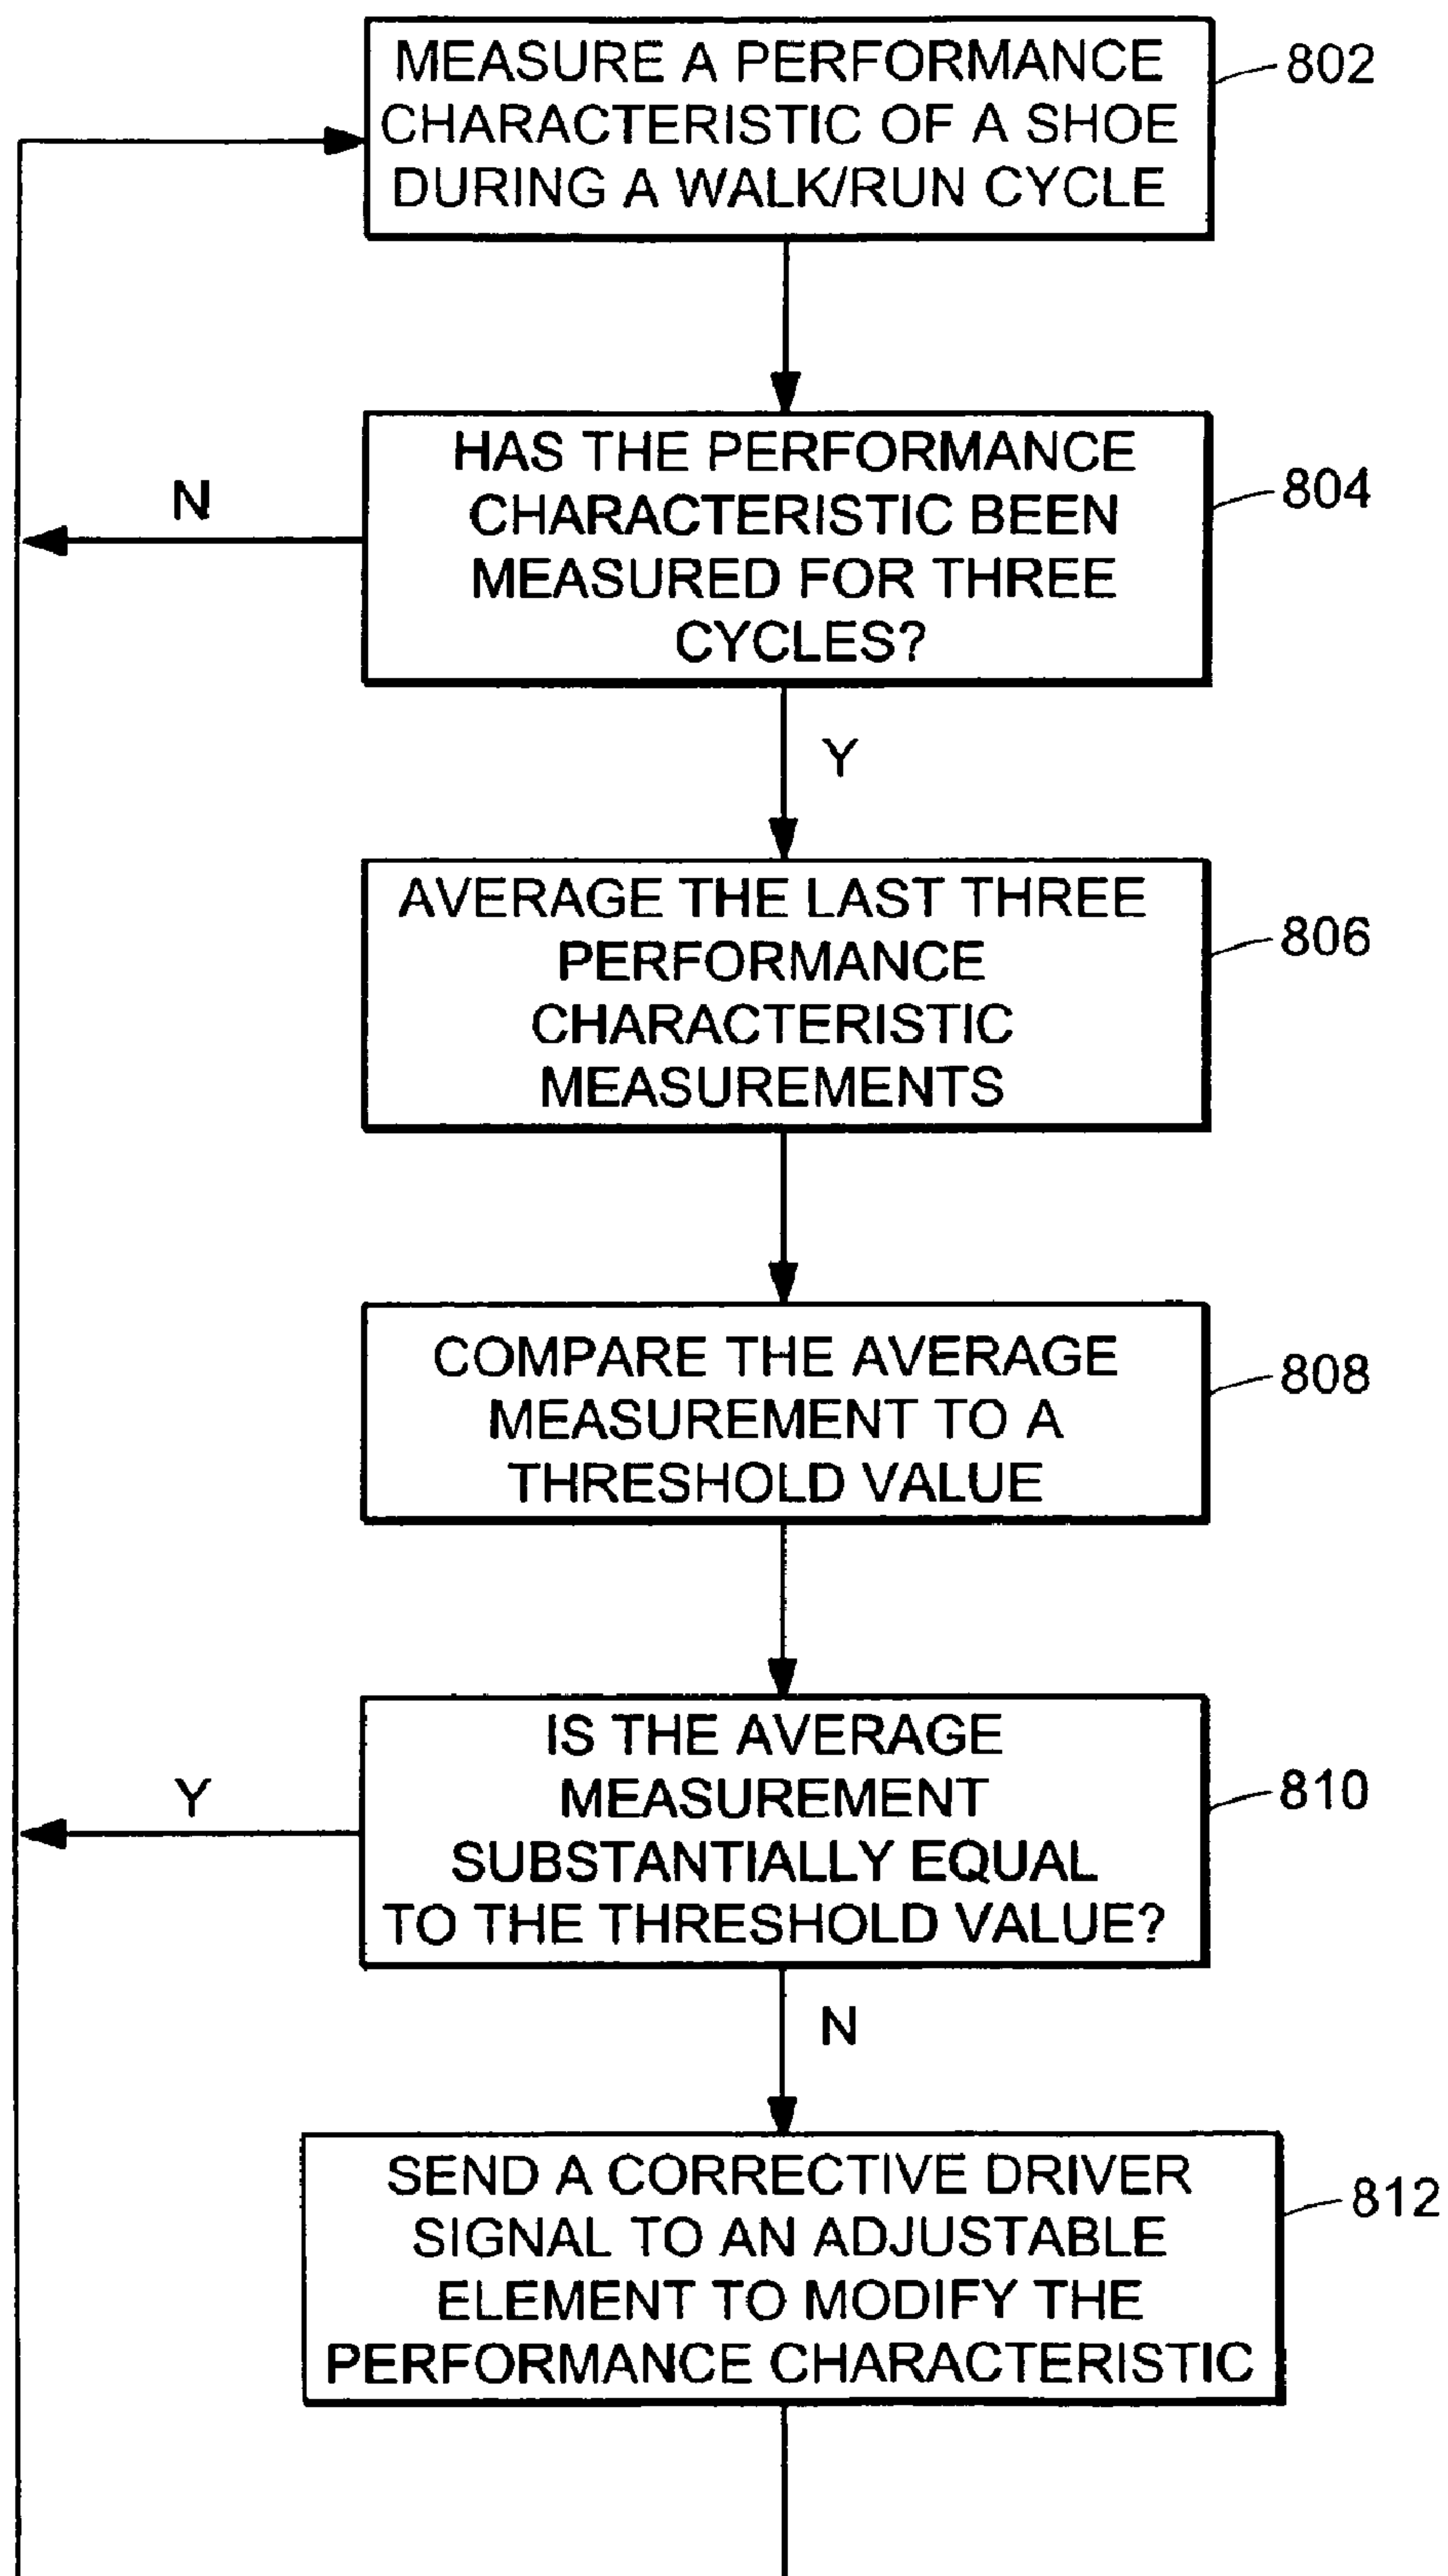 MEASURE A PERFORMANCE
CHARACTERISTIC OF A SHOE
DURING A WALK/RUN CYCLE
802
HAS THE PERFORMANCE
CHARACTERISTIC BEEN
MEASURED FOR THREE
CYCLES?
804
N
Y
AVERAGE THE LAST THREE
PERFORMANCE
CHARACTERISTIC
MEASUREMENTS
806
COMPARE THE AVERAGE
MEASUREMENT TO A
THRESHOLD VALUE
808
IS THE AVERAGE
MEASUREMENT
SUBSTANTIALLY EQUAL
TO THE THRESHOLD VALUE?
810
Y
N
SEND A CORRECTIVE DRIVER
SIGNAL TO AN ADJUSTABLE
ELEMENT TO MODIFY THE
PERFORMANCE CHARACTERISTIC
812